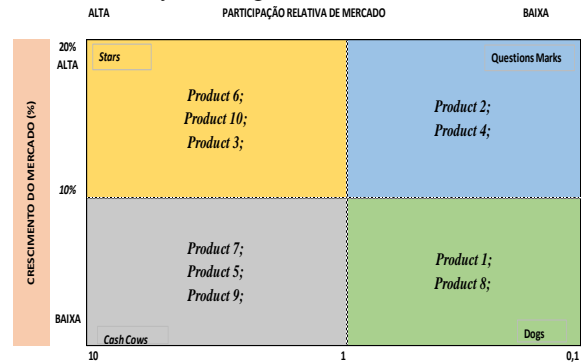 ALTA PARTICIPAÇÃO RELATIVA DE MERCADO BAIXA
20%
ALTA
Stars
Questions Marks
Product 6;
Product 10;
Product 3;
Product 2;
Product 4;
CRESCIMENTO DO MERCADO (%)
10%
Product 7;
Product 5;
Product 9;
Product 1;
Product 8;
BAIXA
Cash Cows
Dogs
10 1 0,1